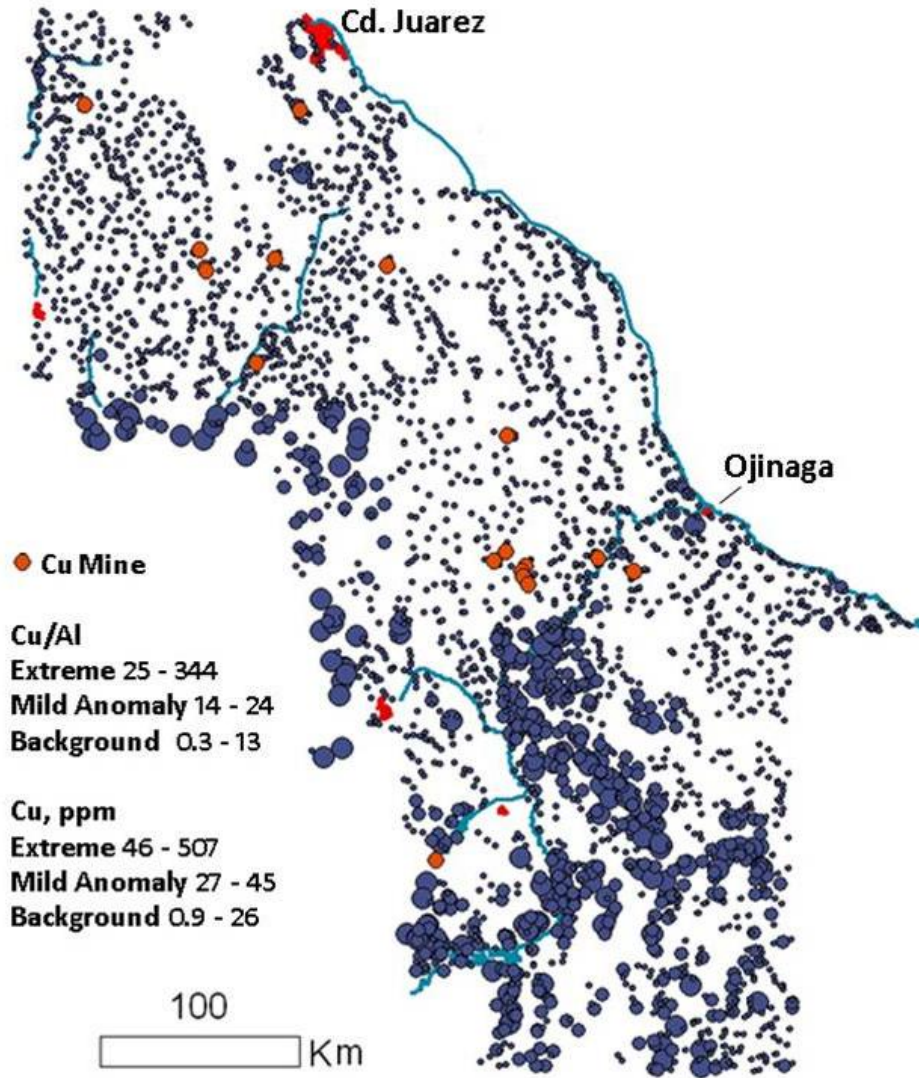 Cd. Juarez
Ojinaga
Cu Mine
Cu/Al
Extreme 25 - 344
Mild Anomaly 14 - 24
Background 0.3 - 13
Cu, ppm
Extreme 46 - 507
Mild Anomaly 27 - 45
Background 0.9 - 26
100
Km